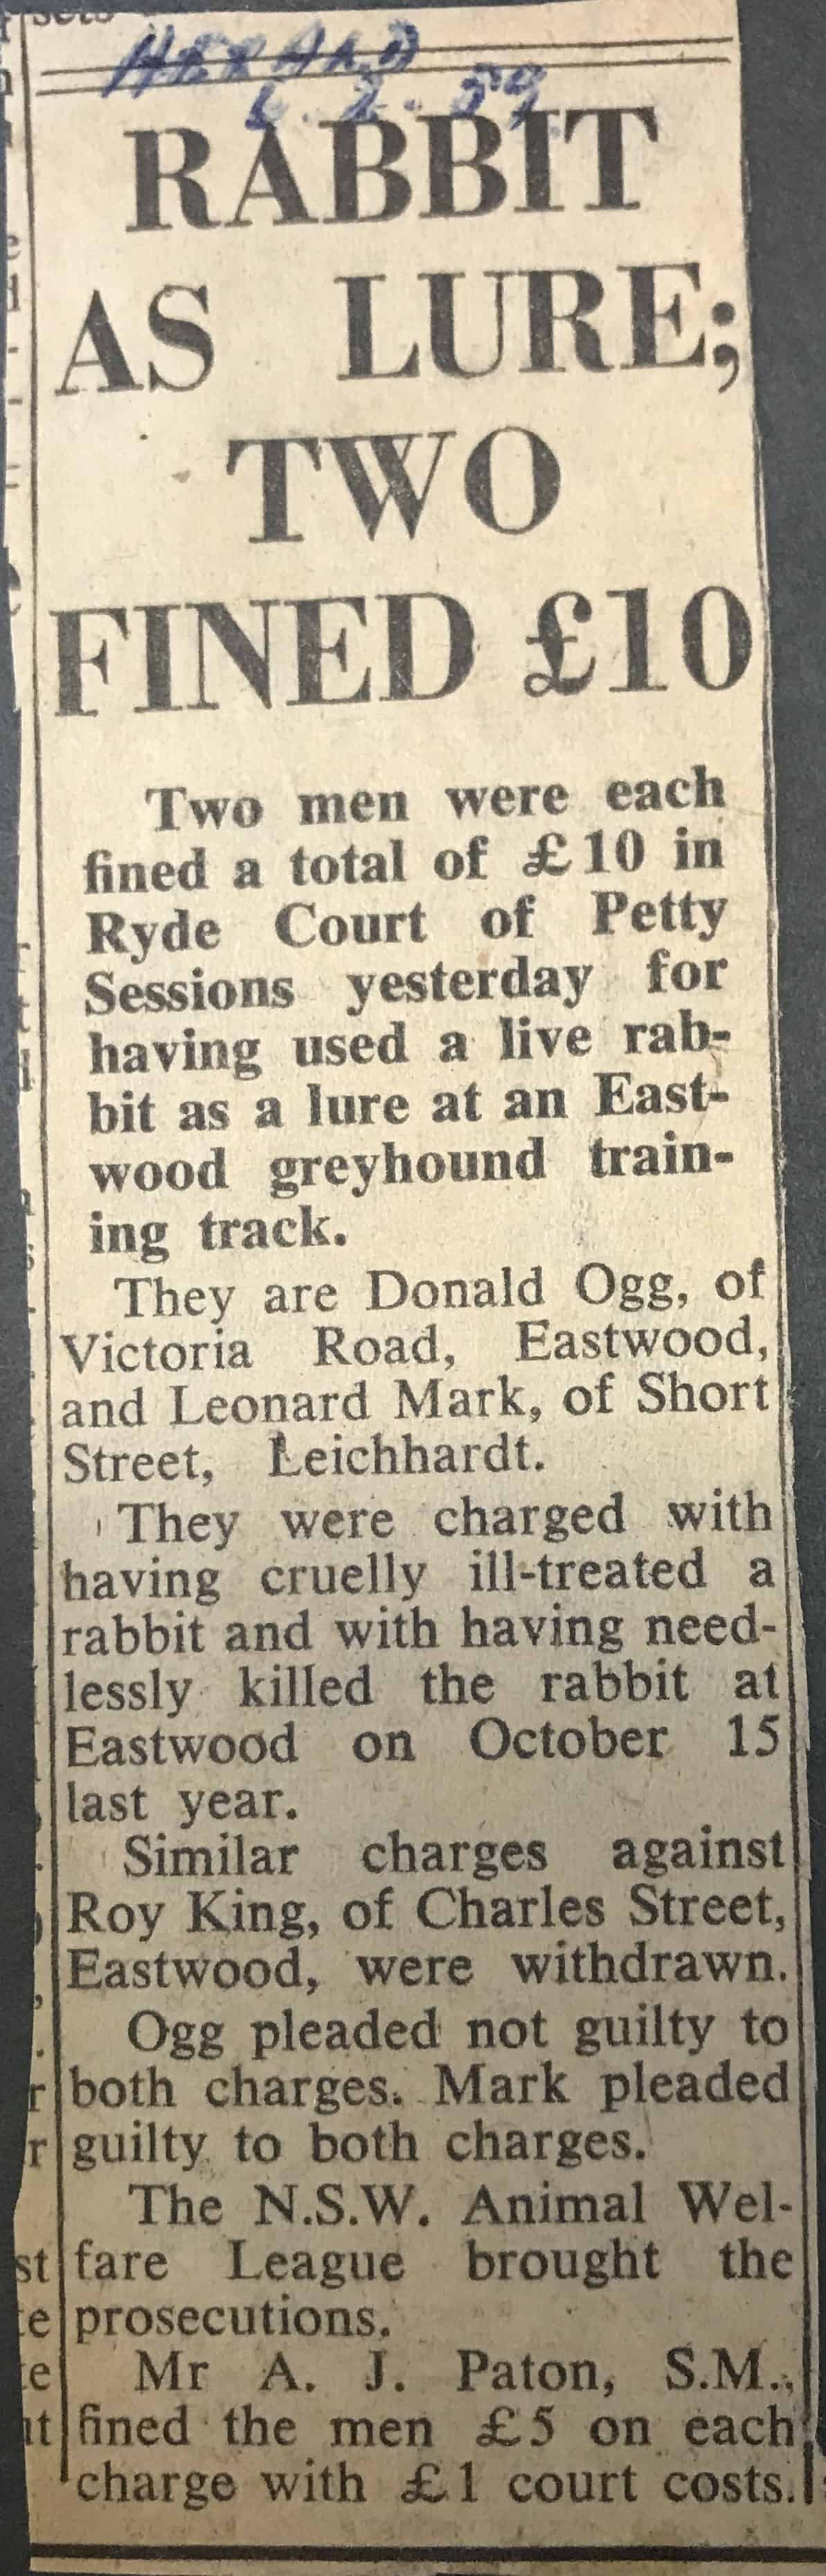 HERALD
6.2.59
RABBIT
AS LURE;
TWO
FINED £10
Two men were each
fined a total of £10 in
Ryde Court of Petty
Sessions yesterday for
having used a live rab-
bit as a lure at an East-
wood greyhound train-
ing track.
They are Donald Ogg, of
Victoria Road, Eastwood,
and Leonard Mark, of Short
Street, Leichhardt.
They were charged with
having cruelly ill-treated a
rabbit and with having need-
lessly killed the rabbit at
Eastwood on October 15
last year.
Similar charges against
Roy King, of Charles Street,
Eastwood, were withdrawn.
Ogg pleaded not guilty to
both charges. Mark pleaded
guilty to both charges.
The N.S.W. Animal Wel-
fare League brought the
prosecutions.
Mr A. J. Paton, S.M.,
fined the men £5 on each
charge with £1 court costs.